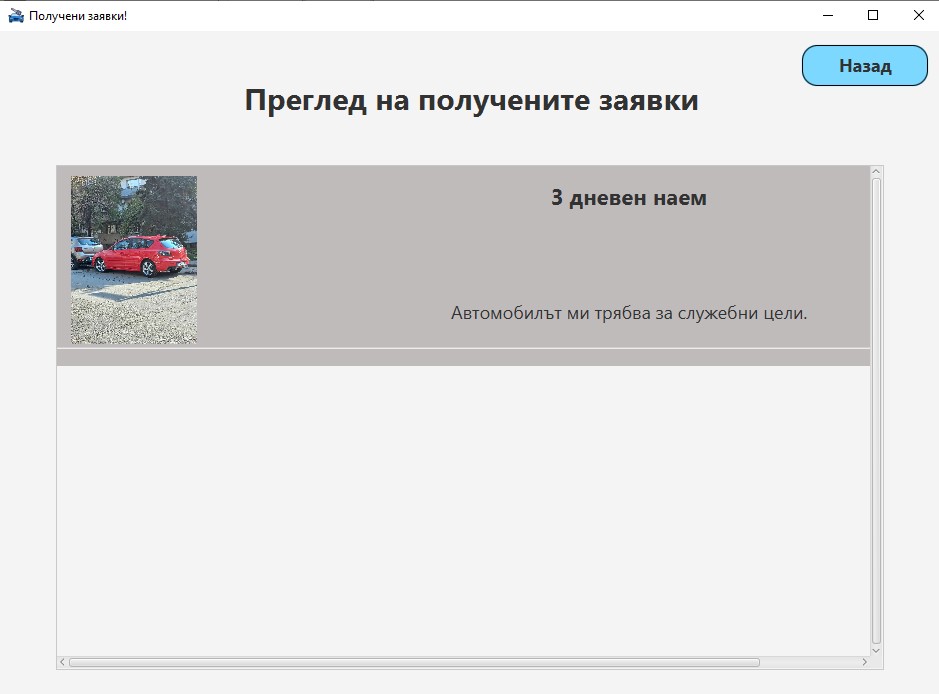 Получени заявки!
Назад
Преглед на получените заявки
3 дневен наем
Автомобилът ми трябва за служебни цели.